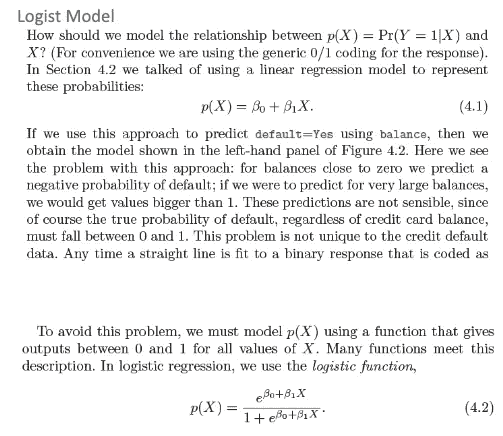 Logist Model
How should we model the relationship between p(X) = Pr(Y = 1|X) and
X? (For convenience we are using the generic 0/1 coding for the response).
In Section 4.2 we talked of using a linear regression model to represent
these probabilities:
p(X) = β₀ + β₁X. (4.1)
If we use this approach to predict default=Yes using balance, then we
obtain the model shown in the left-hand panel of Figure 4.2. Here we see
the problem with this approach: for balances close to zero we predict a
negative probability of default; if we were to predict for very large balances,
we would get values bigger than 1. These predictions are not sensible, since
of course the true probability of default, regardless of credit card balance,
must fall between 0 and 1. This problem is not unique to the credit default
data. Any time a straight line is fit to a binary response that is coded as
To avoid this problem, we must model p(X) using a function that gives
outputs between 0 and 1 for all values of X. Many functions meet this
description. In logistic regression, we use the logistic function,
p(X) = e^(β₀+β₁X) / (1 + e^(β₀+β₁X)). (4.2)